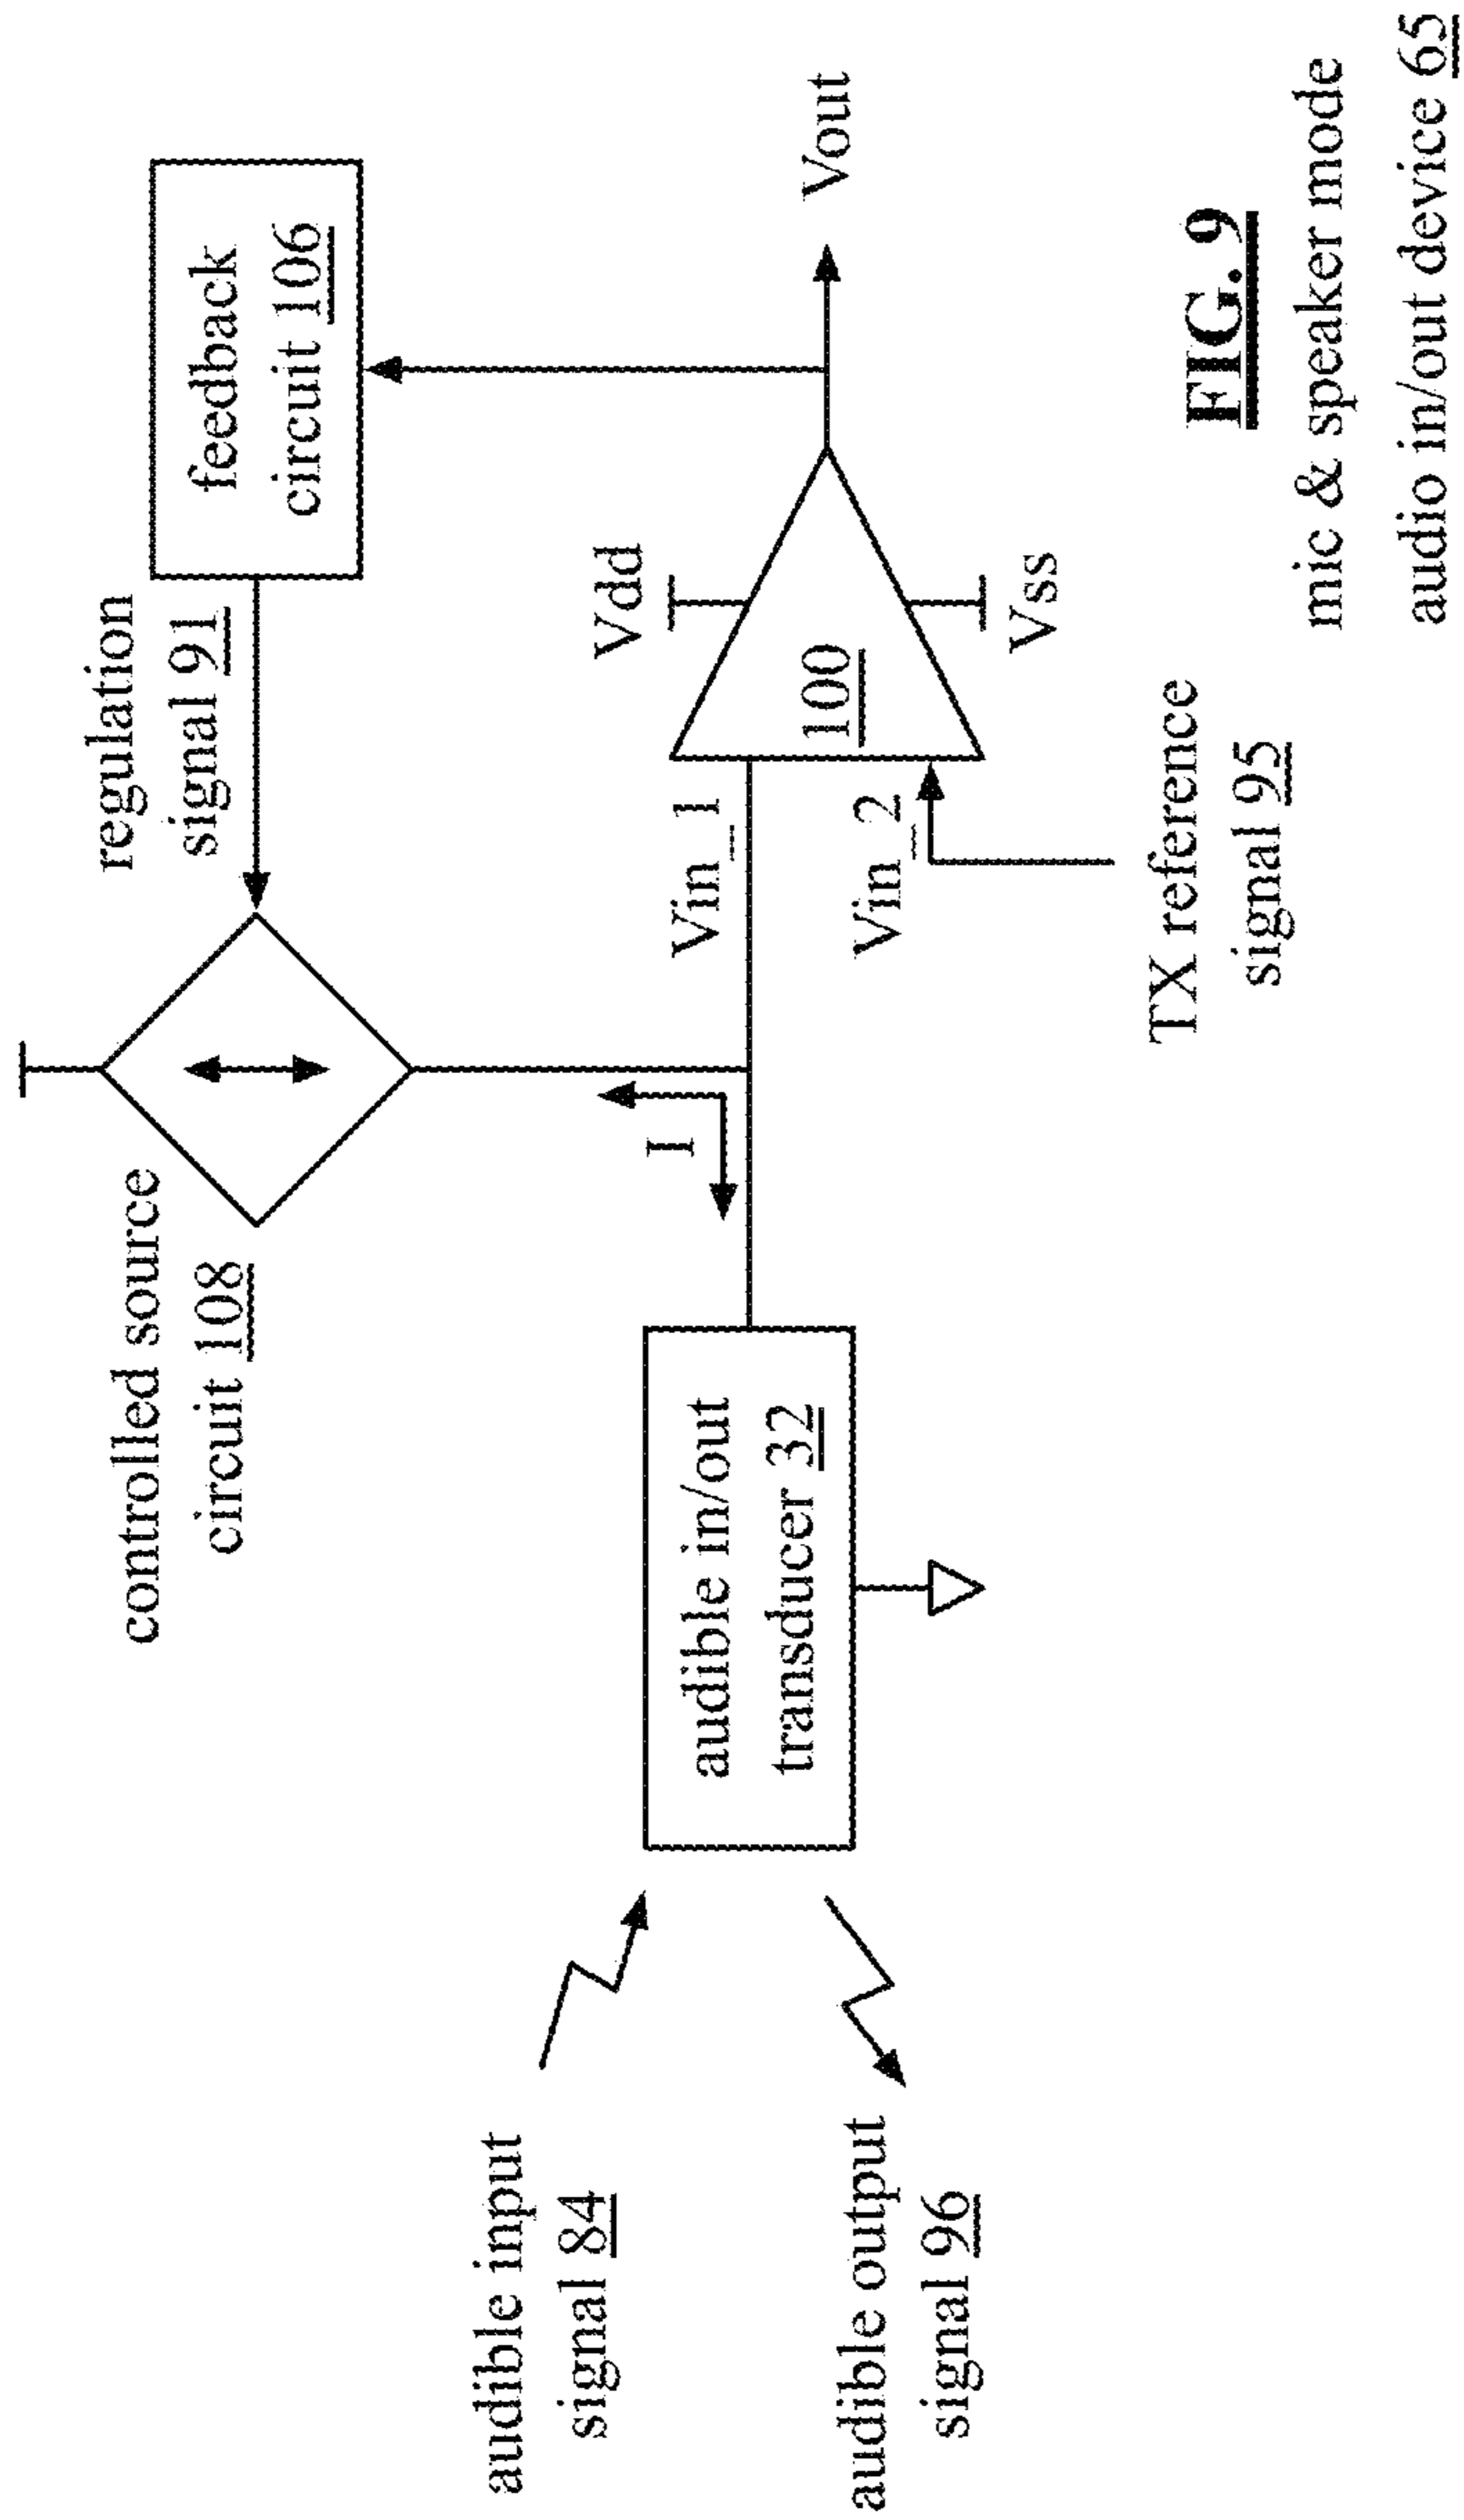 controlled source
circuit 108
regulation
signal 91
feedback
circuit 106
audible input
signal 84
audible output
signal 96
audible in/out
transducer 32
I
Vin_1
Vin_2
100
Vdd
Vss
Vout
TX reference
signal 95
FIG. 9
mic & speaker mode
audio in/out device 65